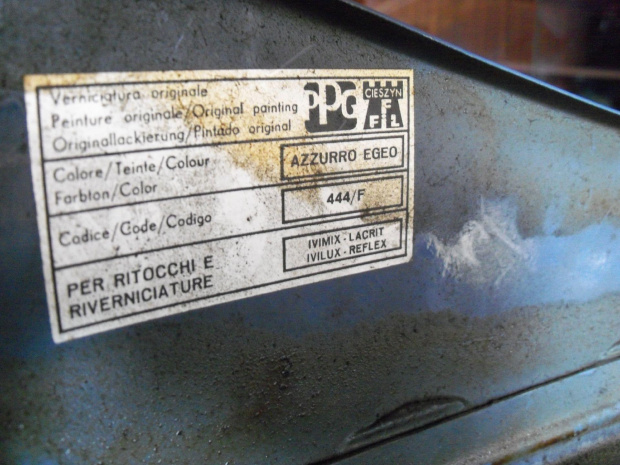 Verniciatura originale
Peinture originale/Original painting
Originallackierung/Pintado original
PPG
CIESZYN
F
F F L
Colore/Teinte/Colour
Farbton/Color
AZZURRO EGEO
Codice/Code/Codigo
444/F
PER RITOCCHI E
RIVERNICIATURE
IVIMIX-LACRIT
IVILUX-REFLEX